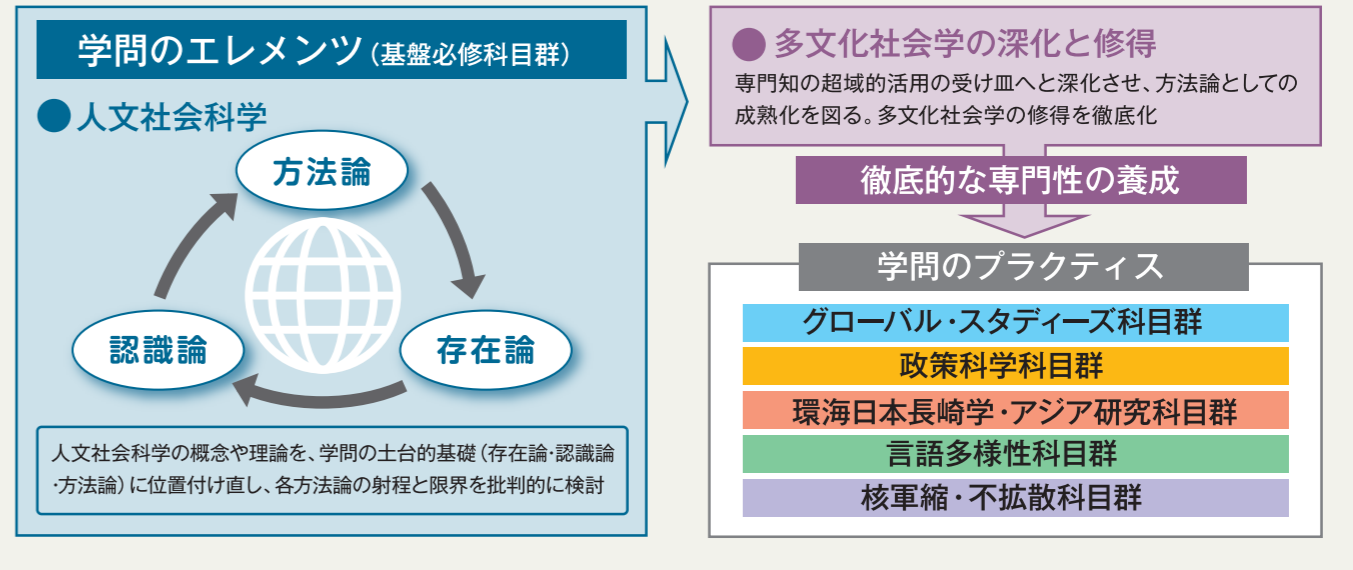 学問のエレメンツ（基盤必修科目群）
●人文社会科学
方法論
認識論
存在論
人文社会科学の概念や理論を、学問の土台的基礎（存在論・認識論
・方法論）に位置付け直し、各方法論の射程と限界を批判的に検討
●多文化社会学の深化と修得
専門知の超域的活用の受け皿へと深化させ、方法論としての
成熟化を図る。多文化社会学の修得を徹底化
徹底的な専門性の養成
学問のプラクティス
グローバル・スタディーズ科目群
政策科学科目群
環海日本長崎学・アジア研究科目群
言語多様性科目群
核軍縮・不拡散科目群